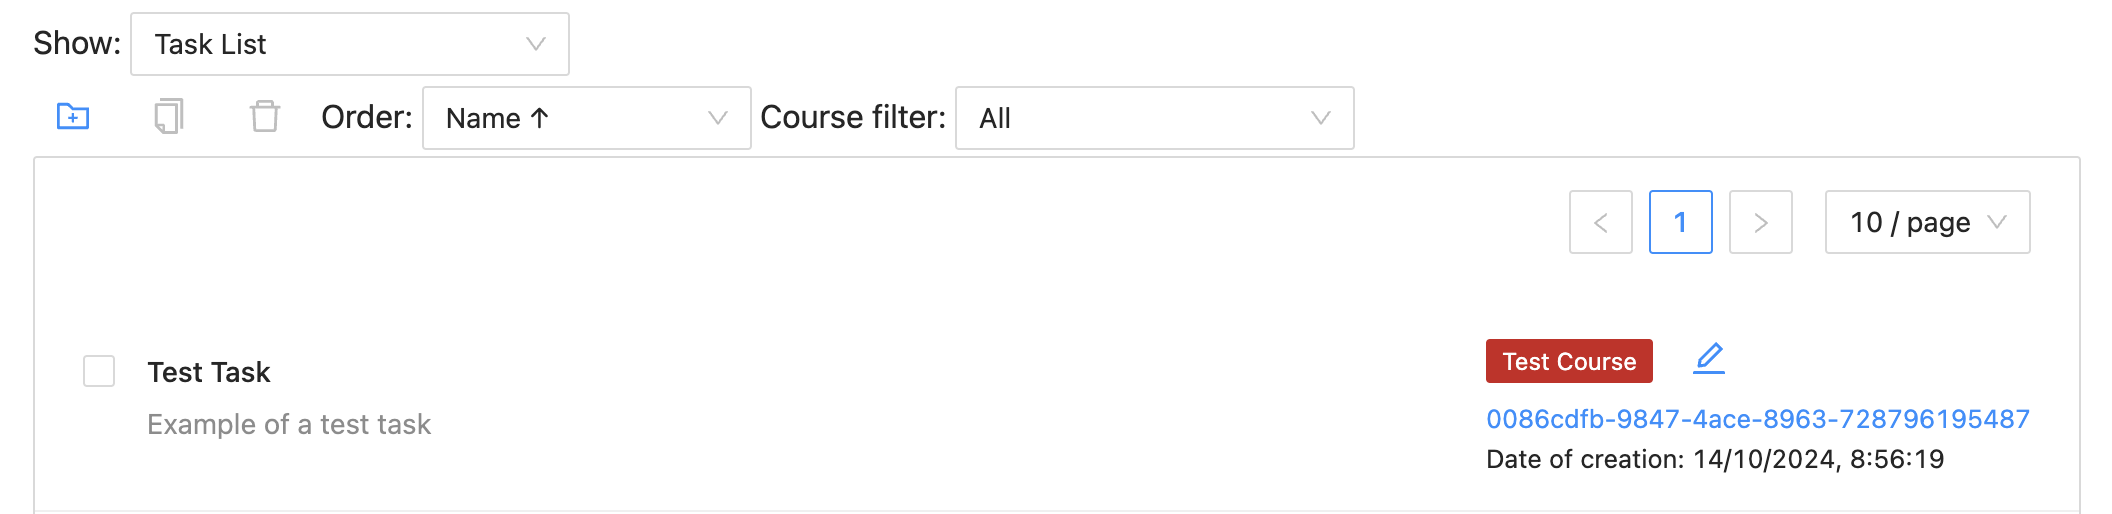 Show: Task List
Order: Name ↑ Course filter: All
< 1 > 10 / page
Test Task
Example of a test task
Test Course
0086cdfb-9847-4ace-8963-728796195487
Date of creation: 14/10/2024, 8:56:19